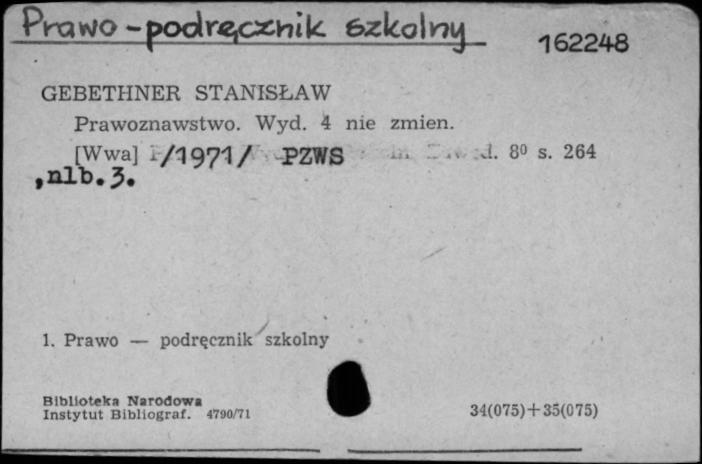 Prawo - podręcznik szkolny
162248
GEBETHNER STANISŁAW
Prawoznawstwo. Wyd. 4 nie zmien.
[Wwa] /1971/ PZWS d. 8⁰ s. 264
,nlb.3.
1. Prawo — podręcznik szkolny
Biblioteka Narodowa
Instytut Bibliograf. 4790/71
34(075)+35(075)